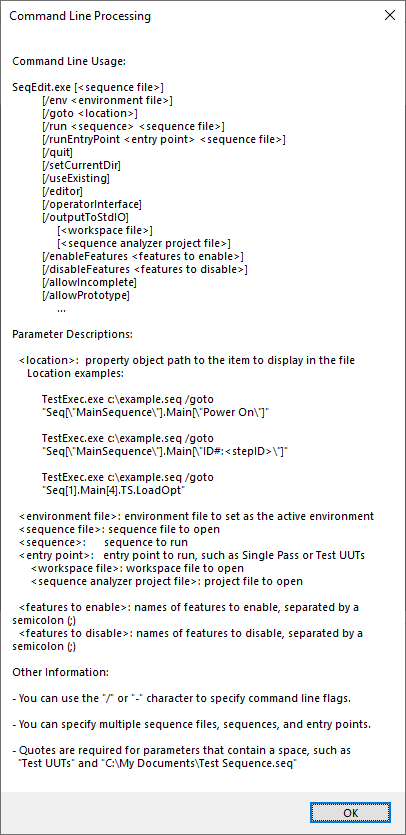 Command Line Processing
Command Line Usage:
SeqEdit.exe [<sequence file>]
[/env <environment file>]
[/goto <location>]
[/run <sequence> <sequence file>]
[/runEntryPoint <entry point> <sequence file>]
[/quit]
[/setCurrentDir]
[/useExisting]
[/editor]
[/operatorInterface]
[/outputToStdIO]
[<workspace file>]
[<sequence analyzer project file>]
[/enableFeatures <features to enable>]
[/disableFeatures <features to disable>]
[/allowIncomplete]
[/allowPrototype]
...
Parameter Descriptions:
<location>: property object path to the item to display in the file
Location examples:
TestExec.exe c:\example.seq /goto
"Seq[\"MainSequence\"].Main[\"Power On\"]"
TestExec.exe c:\example.seq /goto
"Seq[\"MainSequence\"].Main[\"ID#:<stepID>\"]"
TestExec.exe c:\example.seq /goto
"Seq[1].Main[4].TS.LoadOpt"
<environment file>: environment file to set as the active environment
<sequence file>: sequence file to open
<sequence>: sequence to run
<entry point>: entry point to run, such as Single Pass or Test UUTs
<workspace file>: workspace file to open
<sequence analyzer project file>: project file to open
<features to enable>: names of features to enable, separated by a
semicolon (;)
<features to disable>: names of features to disable, separated by a
semicolon (;)
Other Information:
- You can use the "/" or "-" character to specify command line flags.
- You can specify multiple sequence files, sequences, and entry points.
- Quotes are required for parameters that contain a space, such as
"Test UUTs" and "C:\My Documents\Test Sequence.seq"
OK